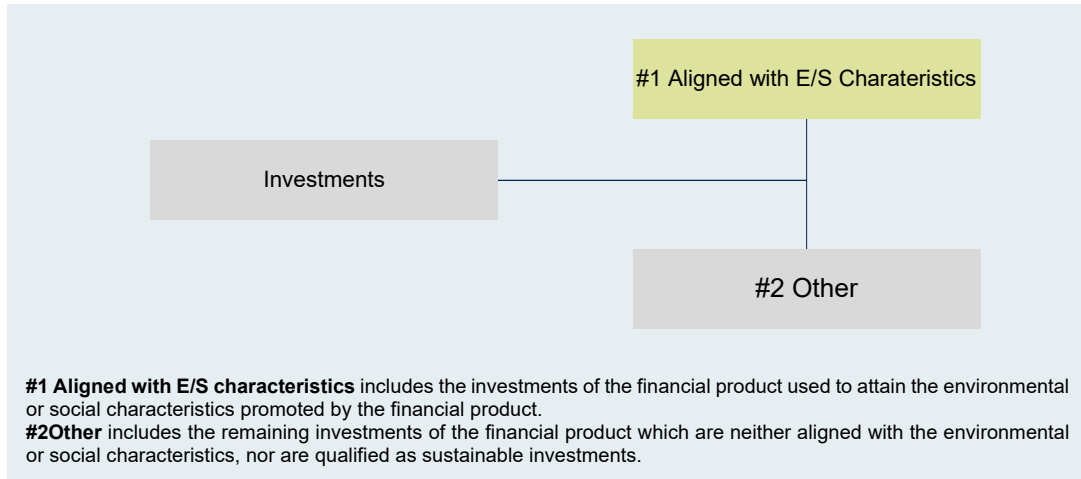 #1 Aligned with E/S Charateristics
Investments
#2 Other
#1 Aligned with E/S characteristics includes the investments of the financial product used to attain the environmental
or social characteristics promoted by the financial product.
#2Other includes the remaining investments of the financial product which are neither aligned with the environmental
or social characteristics, nor are qualified as sustainable investments.